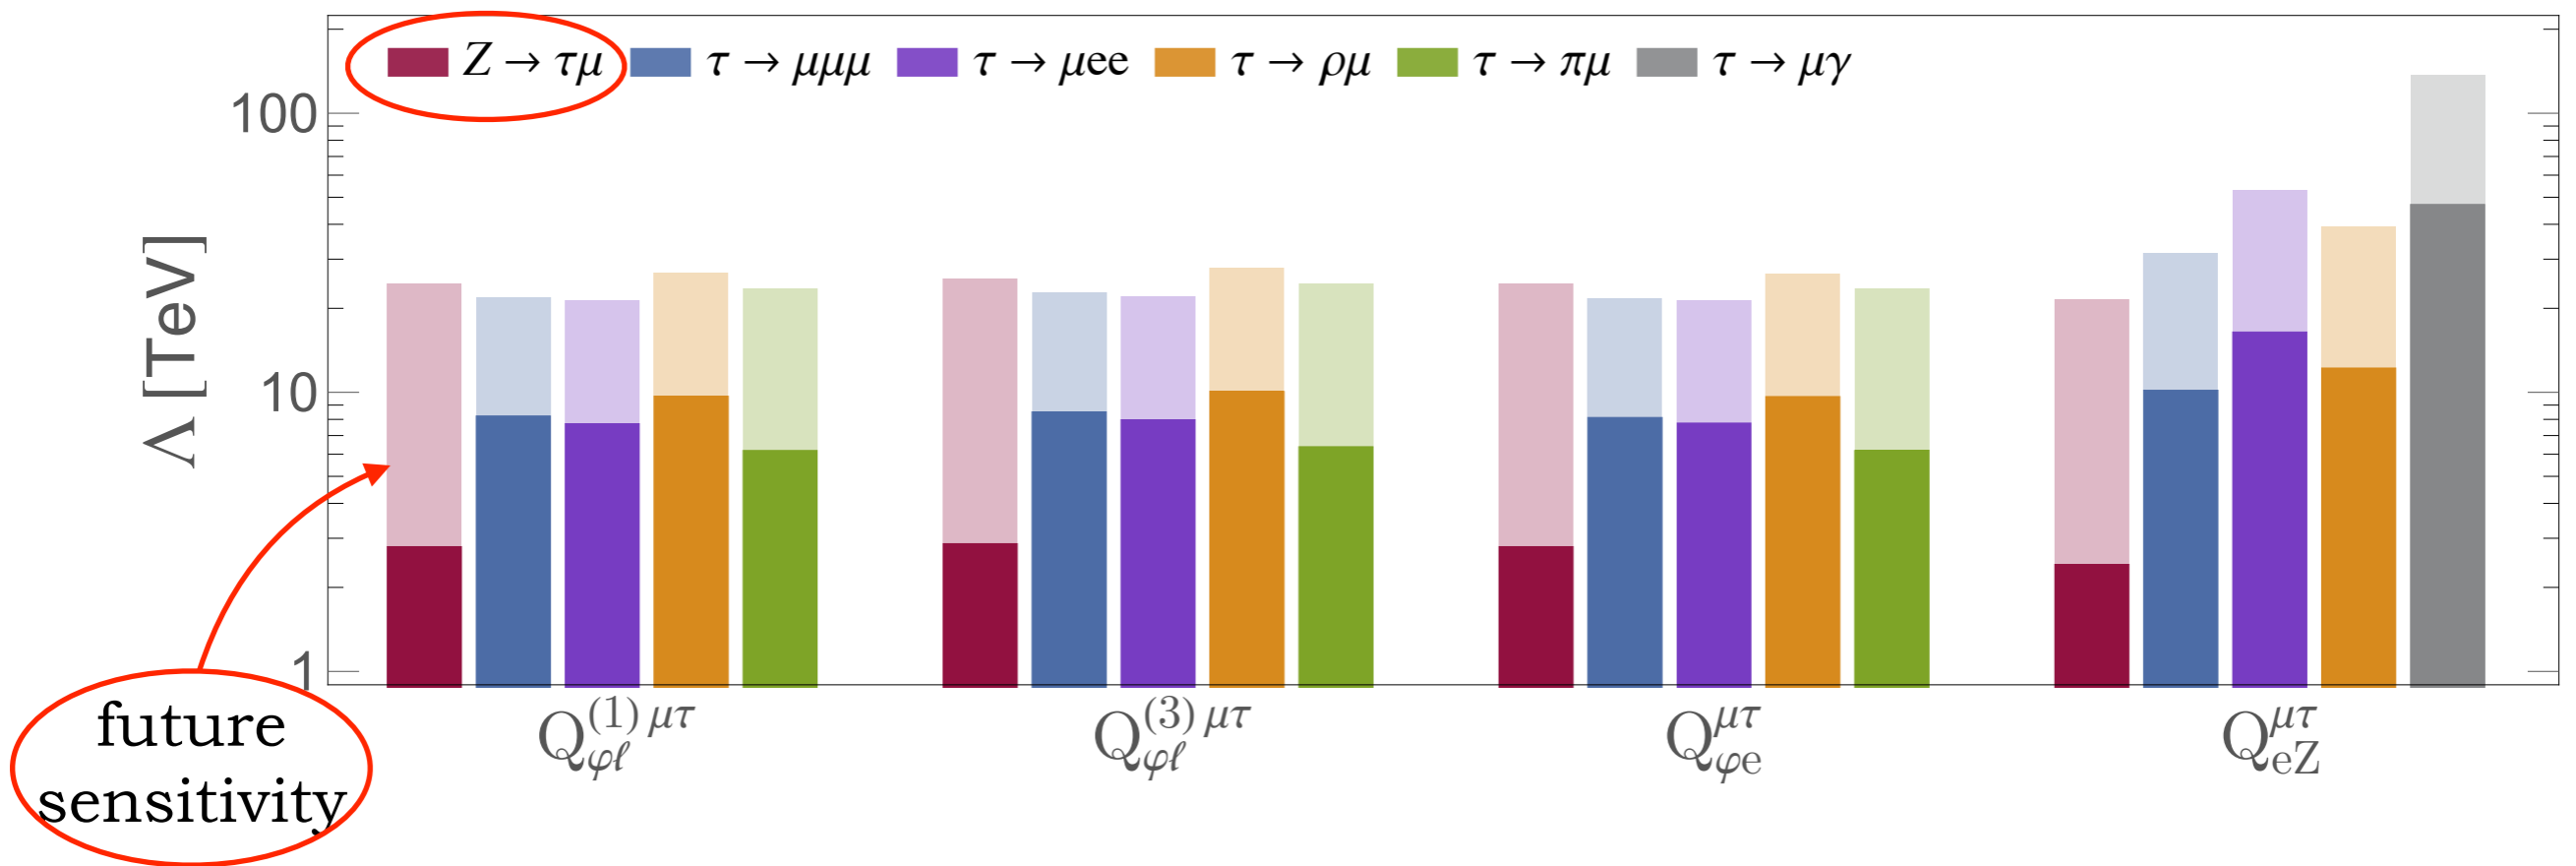 Z → τμ τ → μμμ τ → μee τ → ρμ τ → πμ τ → μγ
100
10
1
Λ [TeV]
Q_{φℓ}^{(1) μτ} Q_{φℓ}^{(3) μτ} Q_{φe}^{μτ} Q_{eZ}^{μτ}
future
sensitivity